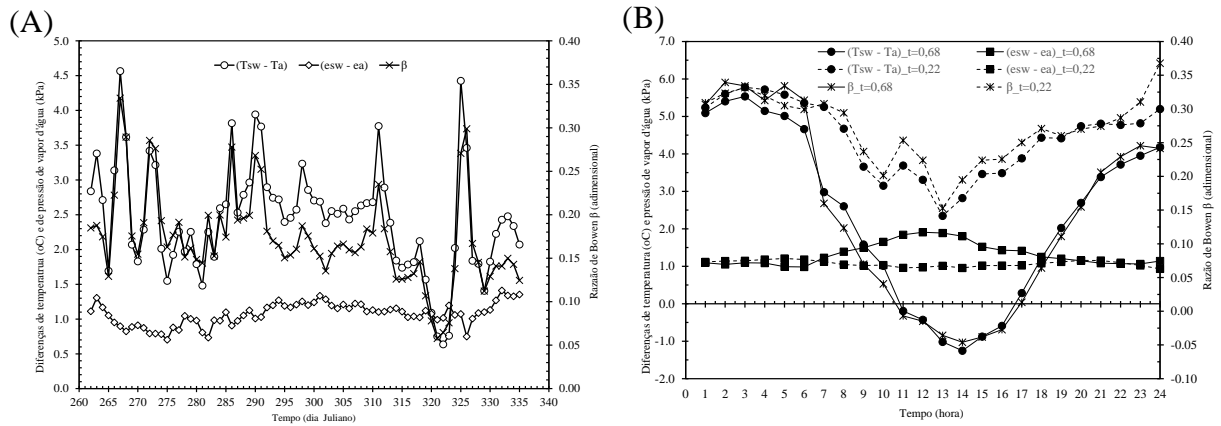 (A)
(Tsw - Ta) (esw - ea) β
Diferenças de temperatrua (oC) e de pressão de vapor d'água (kPa)
5.0
4.5
4.0
3.5
3.0
2.5
2.0
1.5
1.0
0.5
0.0
0.40
0.35
0.30
0.25
0.20
0.15
0.10
0.05
0.00
Razão de Bowen β (adimensional)
260 265 270 275 280 285 290 295 300 305 310 315 320 325 330 335 340
Tempo (dia Juliano)
(B)
(Tsw - Ta)_t=0,68 (esw - ea)_t=0,68
(Tsw - Ta)_t=0,22 (esw - ea)_t=0,22
β_t=0,68 β_t=0,22
Diferenças de temperatura (oC) e pressão de vapor d'água (kPa)
7.0
6.0
5.0
4.0
3.0
2.0
1.0
0.0
-1.0
-2.0
0.40
0.35
0.30
0.25
0.20
0.15
0.10
0.05
0.00
-0.05
-0.10
Razão de Bowen β (adimensional)
0 1 2 3 4 5 6 7 8 9 10 11 12 13 14 15 16 17 18 19 20 21 22 23 24
Tempo (hora)